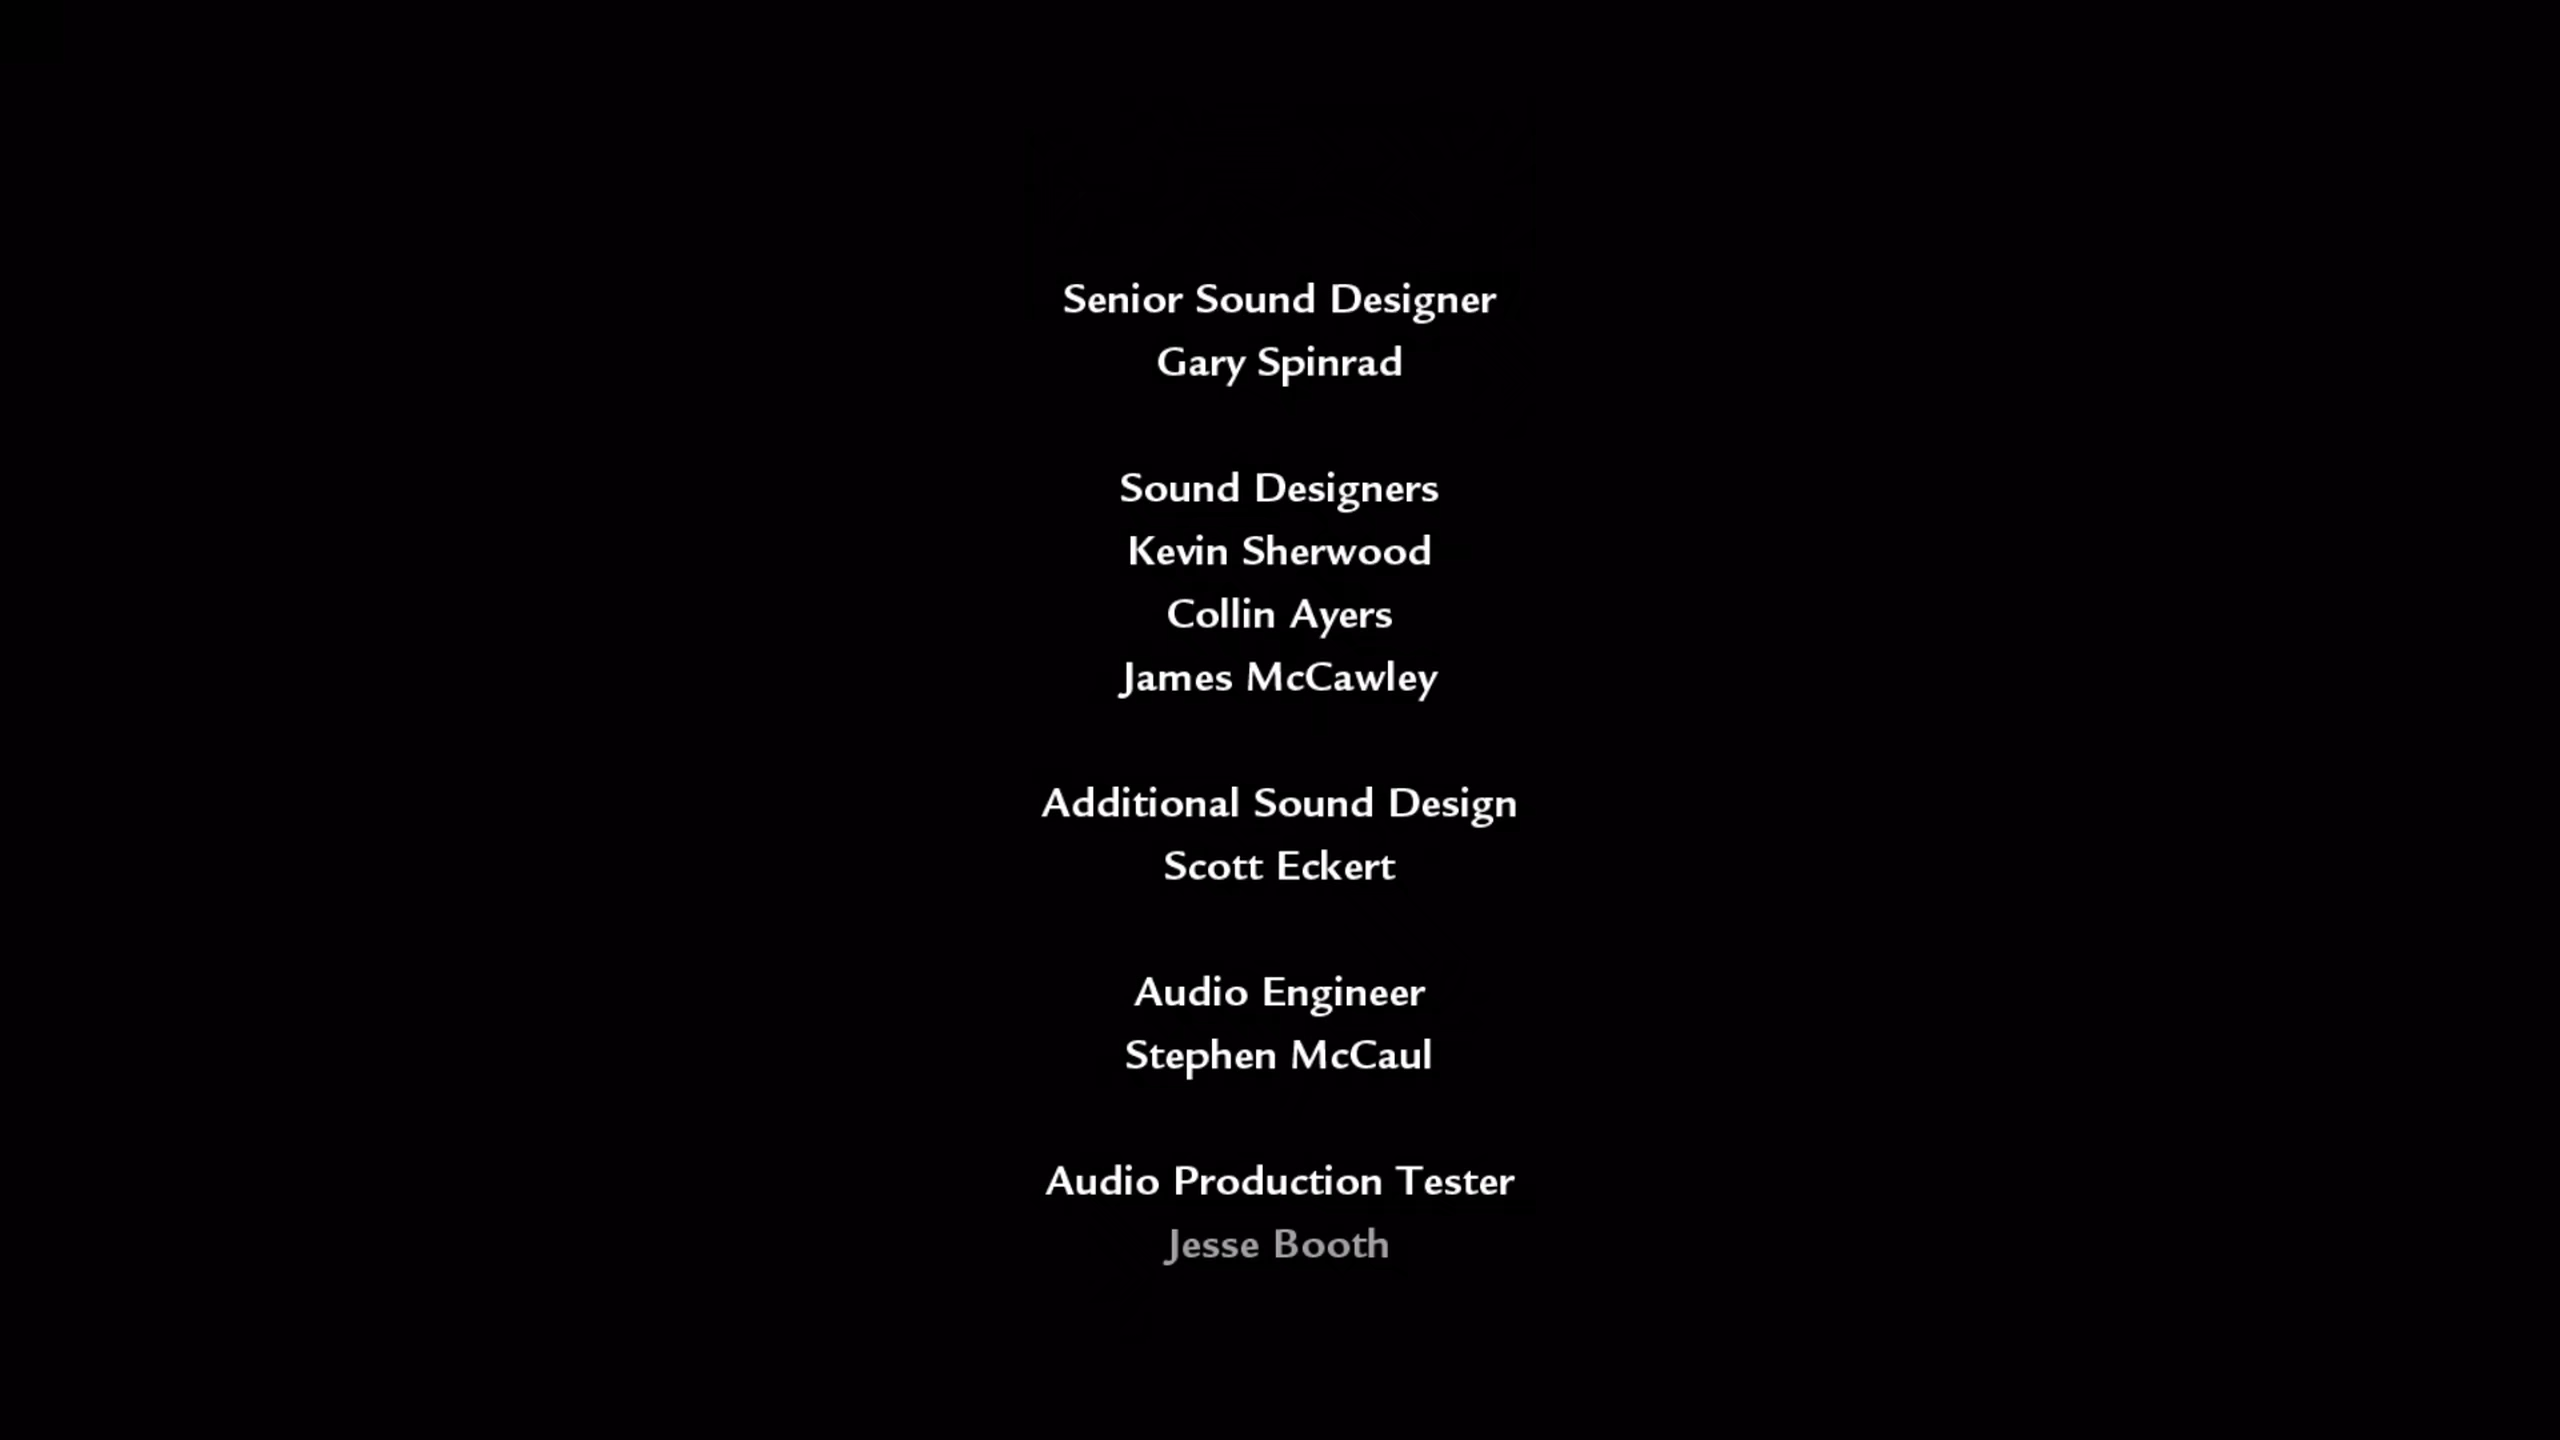 Senior Sound Designer
Gary Spinrad
Sound Designers
Kevin Sherwood
Collin Ayers
James McCawley
Additional Sound Design
Scott Eckert
Audio Engineer
Stephen McCaul
Audio Production Tester
Jesse Booth